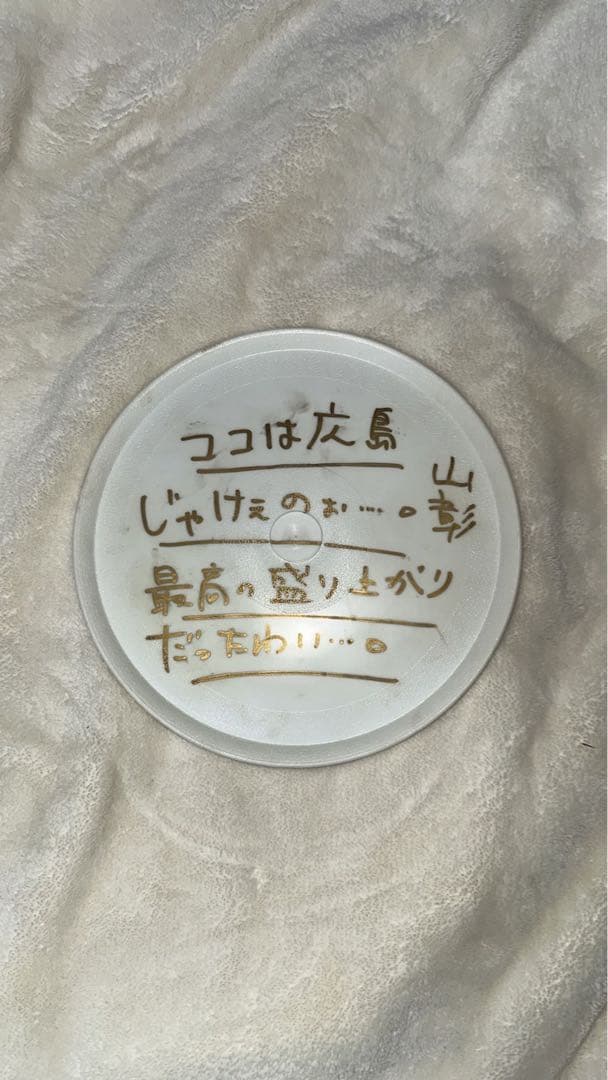 ココは広島
じゃけぇのぉ…。
山彰
最高の盛り上がり
だったわい…。